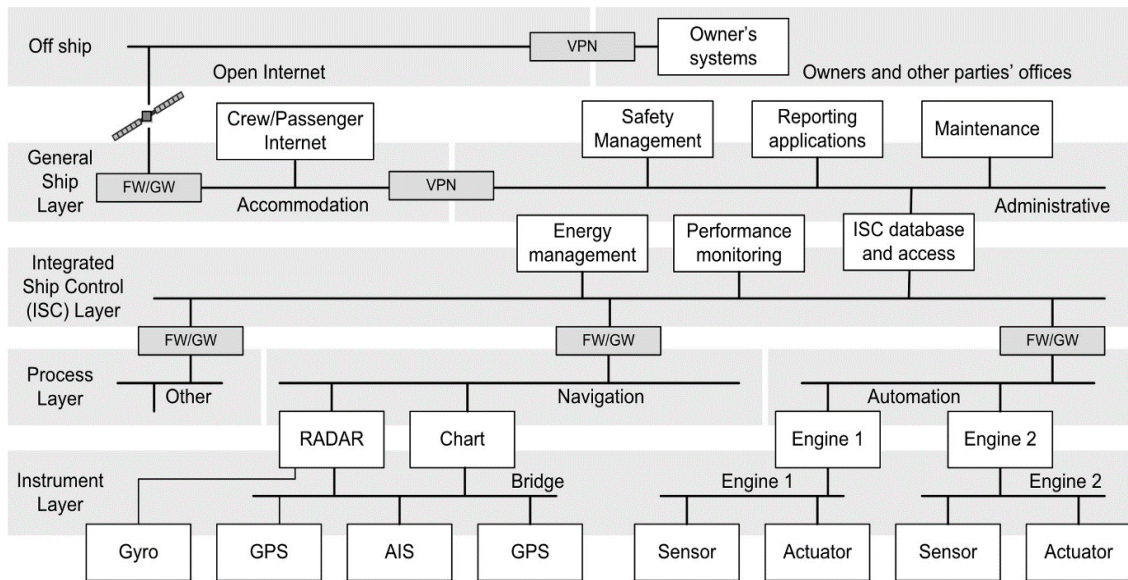 Off ship
VPN
Owner's
systems
Open Internet
Owners and other parties' offices
Crew/Passenger
Internet
Safety
Management
Reporting
applications
Maintenance
General
Ship
Layer
FW/GW
Accommodation
VPN
Administrative
Energy
management
Performance
monitoring
ISC database
and access
Integrated
Ship Control
(ISC) Layer
FW/GW
FW/GW
FW/GW
Process
Layer
Other
Navigation
Automation
RADAR
Chart
Engine 1
Engine 2
Instrument
Layer
Bridge
Engine 1
Engine 2
Gyro
GPS
AIS
GPS
Sensor
Actuator
Sensor
Actuator